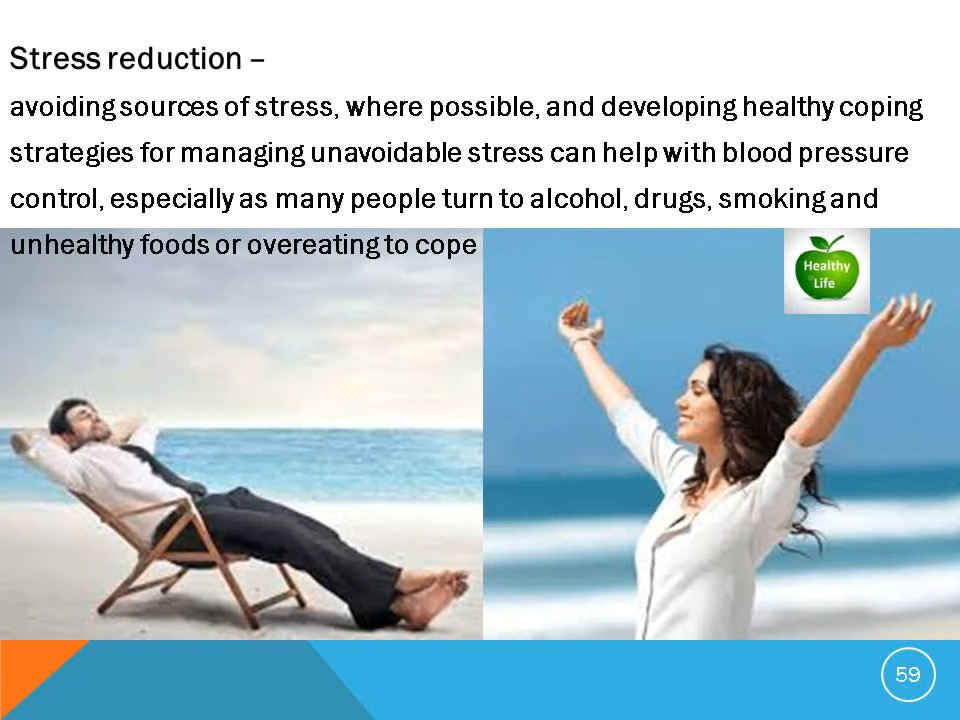 Stress reduction –
avoiding sources of stress, where possible, and developing healthy coping
strategies for managing unavoidable stress can help with blood pressure
control, especially as many people turn to alcohol, drugs, smoking and
unhealthy foods or overeating to cope
Healthy
Life
59